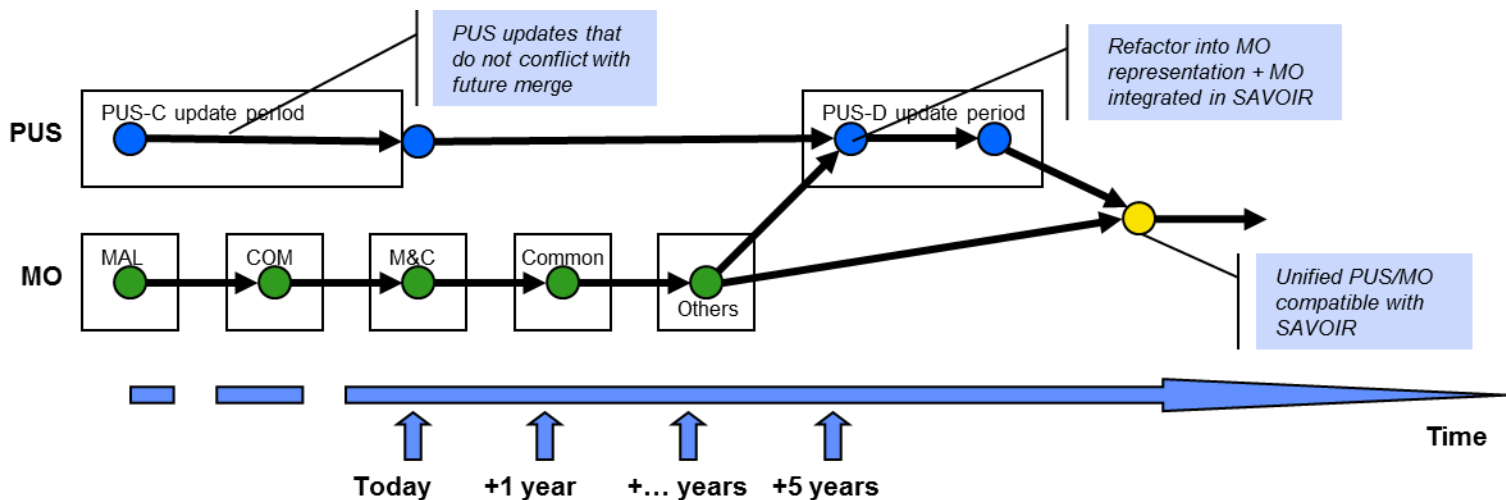 PUS updates that
do not conflict with
future merge
Refactor into MO
representation + MO
integrated in SAVOIR
PUS
PUS-C update period
PUS-D update period
MO
MAL
COM
M&C
Common
Others
Unified PUS/MO
compatible with
SAVOIR
Time
Today
+1 year
+... years
+5 years